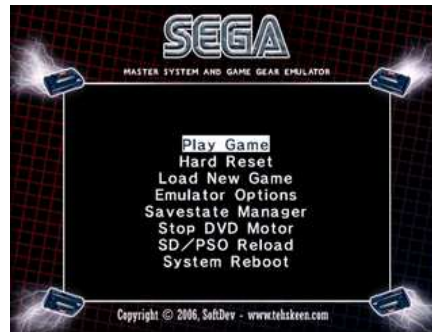 SEGA
MASTER SYSTEM AND GAME GEAR EMULATOR
Play Game
Hard Reset
Load New Game
Emulator Options
Savestate Manager
Stop DVD Motor
SD/PSO Reload
System Reboot
Copyright © 2006, SoftDev - www.tehskeen.com